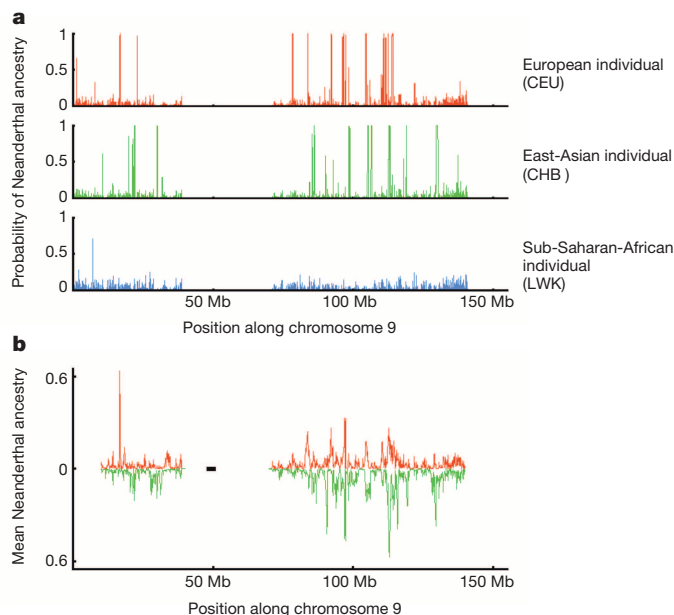 a
1
0.5
0
European individual
(CEU)
1
0.5
0
East-Asian individual
(CHB )
1
0.5
0
Sub-Saharan-African
individual
(LWK)
Probability of Neanderthal ancestry
50 Mb
100 Mb
150 Mb
Position along chromosome 9
b
0.6
0
0.6
Mean Neanderthal ancestry
50 Mb
100 Mb
150 Mb
Position along chromosome 9